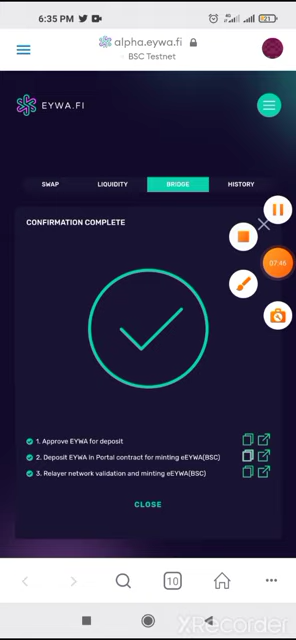 6:35 PM
alpha.eywa.fi
BSC Testnet
EYWA.FI
SWAP LIQUIDITY BRIDGE HISTORY
CONFIRMATION COMPLETE
07:46
1. Approve EYWA for deposit
2. Deposit EYWA in Portal contract for minting eEYWA(BSC)
3. Relayer network validation and minting eEYWA(BSC)
CLOSE
10
XRecorder